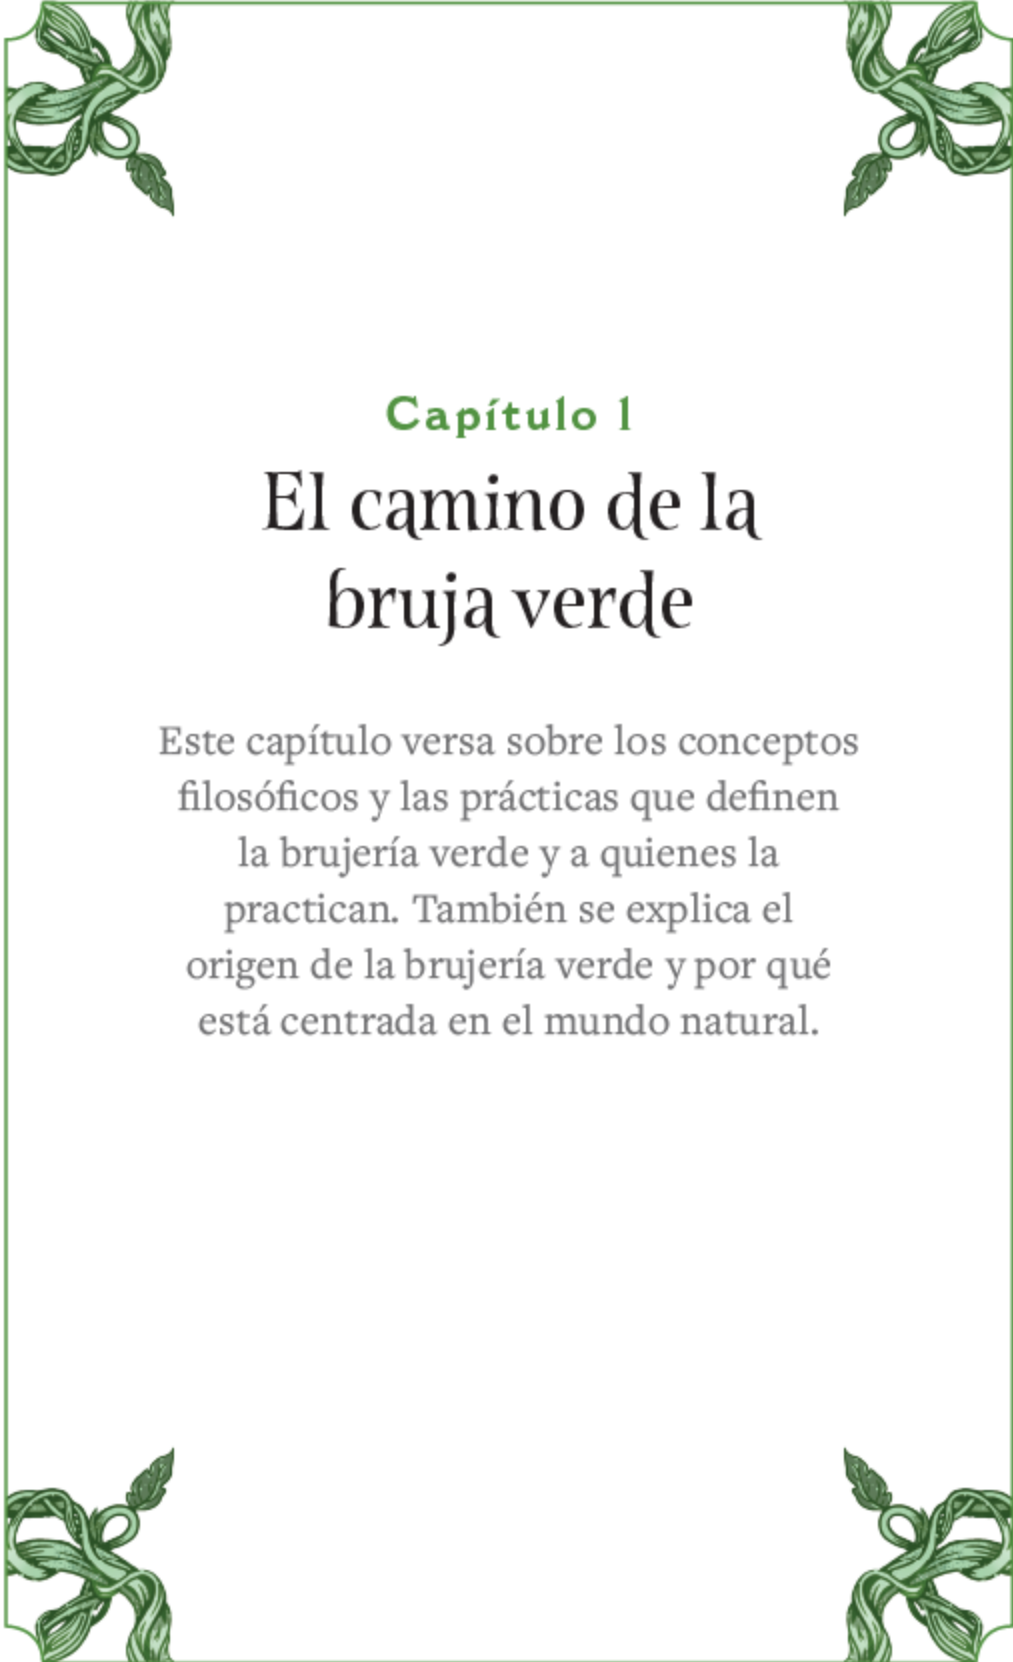 Capítulo 1
El camino de la
bruja verde
Este capítulo versa sobre los conceptos
filosóficos y las prácticas que definen
la brujería verde y a quienes la
practican. También se explica el
origen de la brujería verde y por qué
está centrada en el mundo natural.